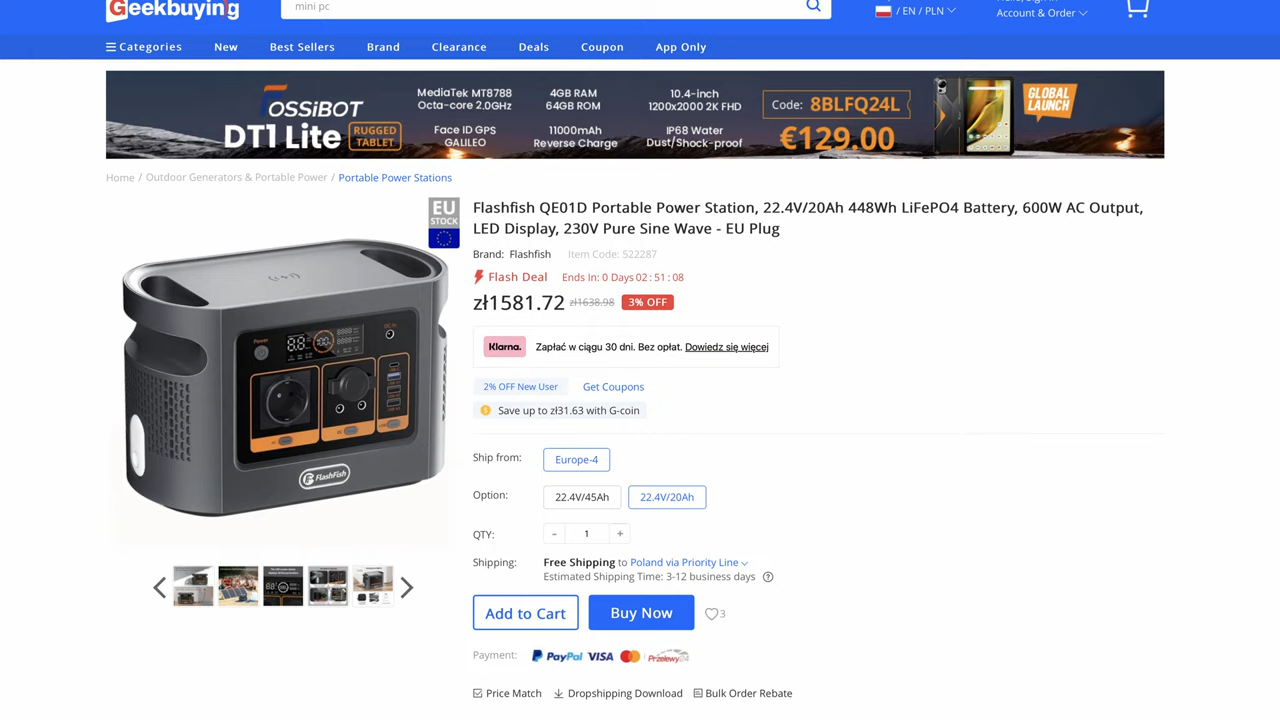 Geekbuying
mini pc
/ EN / PLN
Account & Order
Categories
New
Best Sellers
Brand
Clearance
Deals
Coupon
App Only
FOSSIBOT
DT1 Lite
RUGGED
TABLET
MediaTek MT8788
Octa-core 2.0GHz
4GB RAM
64GB ROM
10.4-inch
1200x2000 2K FHD
Face ID GPS
GALILEO
11000mAh
Reverse Charge
IP68 Water
Dust/Shock-proof
Code: 8BLFQ24L
€129.00
GLOBAL
LAUNCH
Home / Outdoor Generators & Portable Power / Portable Power Stations
EU
STOCK
Flashfish QE01D Portable Power Station, 22.4V/20Ah 448Wh LiFePO4 Battery, 600W AC Output,
LED Display, 230V Pure Sine Wave - EU Plug
Brand: Flashfish Item Code: 522287
Flash Deal Ends In: 0 Days 02 : 51 : 08
zł1581.72 zł1638.98 3% OFF
Klarna. Zapłać w ciągu 30 dni. Bez opłat. Dowiedz się więcej
2% OFF New User Get Coupons
Save up to zł31.63 with G-coin
Power
DC In
FlashFish
Ship from: Europe-4
Option: 22.4V/45Ah 22.4V/20Ah
QTY: - 1 +
Shipping: Free Shipping to Poland via Priority Line
Estimated Shipping Time: 3-12 business days ?
Add to Cart Buy Now 3
Payment: PayPal VISA Przelewy24
Price Match Dropshipping Download Bulk Order Rebate